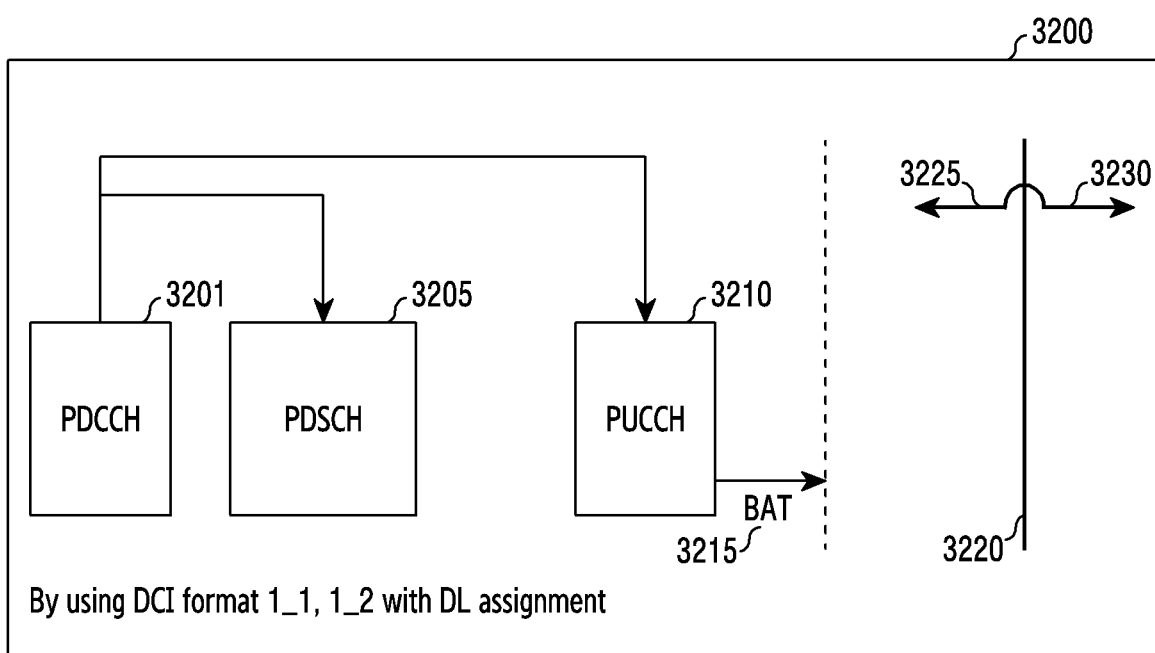 3200
3225
3230
3201
3205
3210
PDCCH
PDSCH
PUCCH
BAT
3215
3220
By using DCI format 1_1, 1_2 with DL assignment